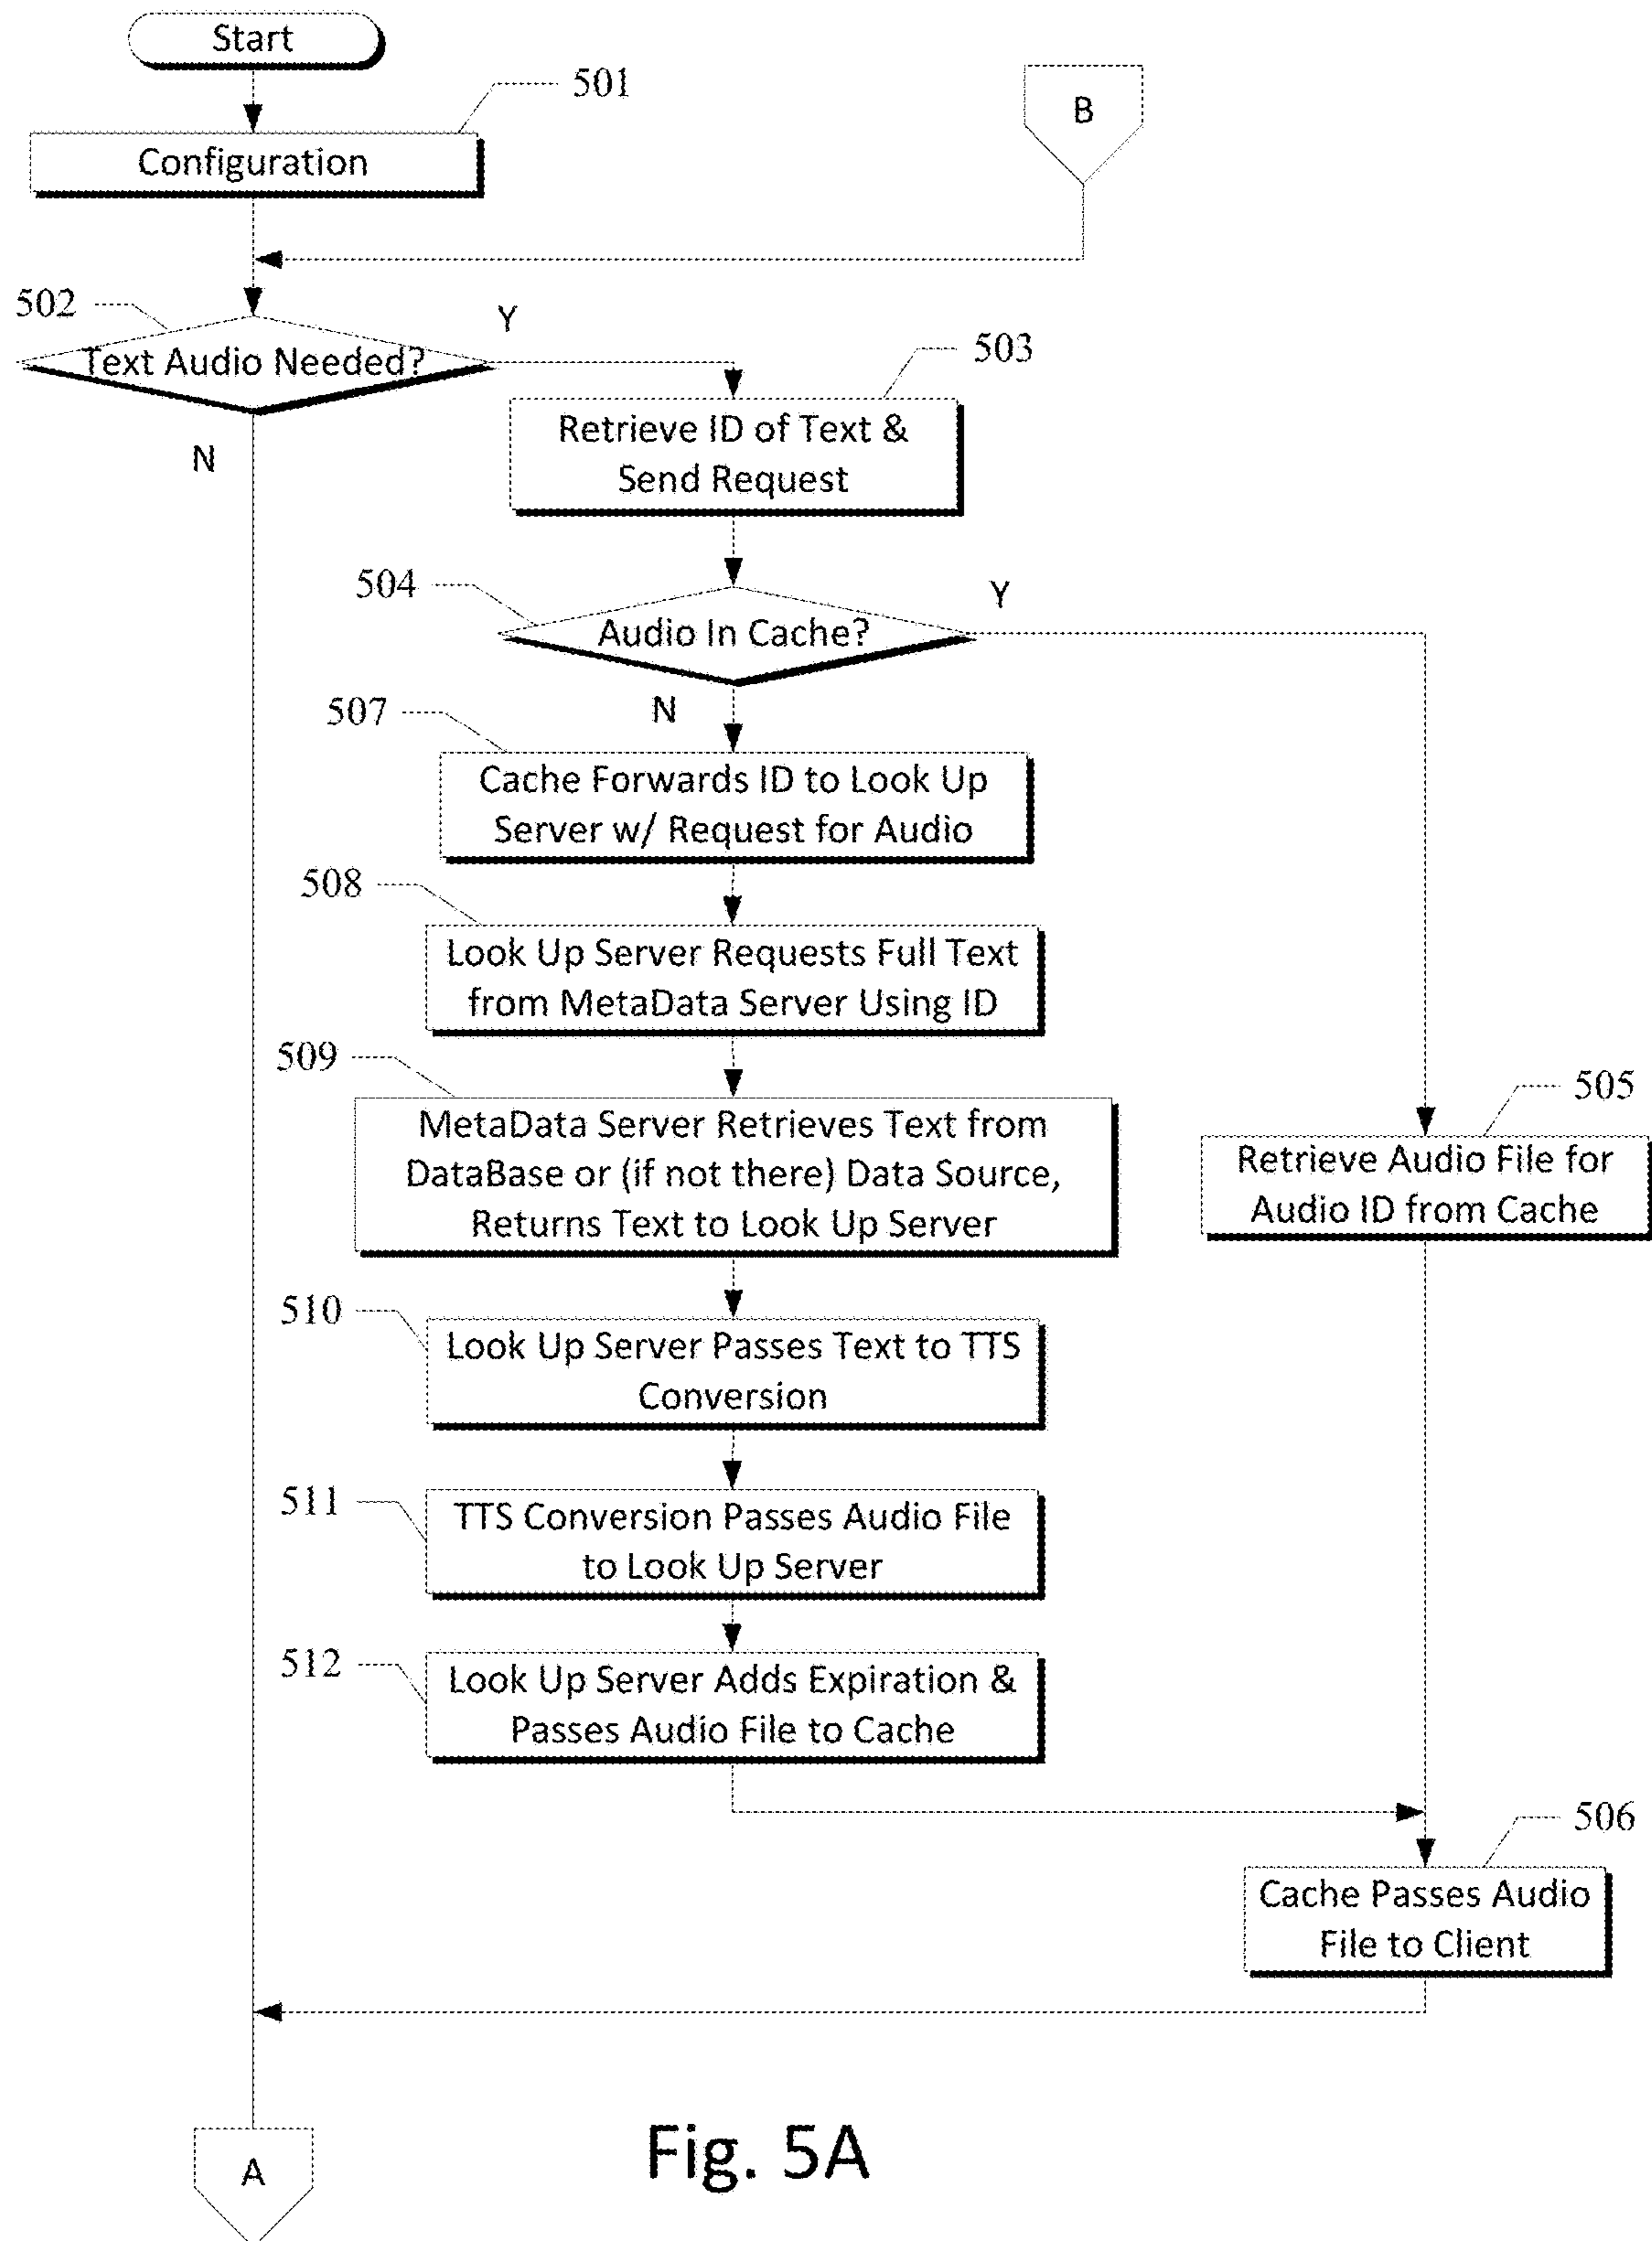 Start
501
Configuration
B
502
Y
Text Audio Needed?
503
N
Retrieve ID of Text &
Send Request
504
Y
Audio In Cache?
N
507
Cache Forwards ID to Look Up
Server w/ Request for Audio
508
Look Up Server Requests Full Text
from MetaData Server Using ID
509
MetaData Server Retrieves Text from
DataBase or (if not there) Data Source,
Returns Text to Look Up Server
505
Retrieve Audio File for
Audio ID from Cache
510
Look Up Server Passes Text to TTS
Conversion
511
TTS Conversion Passes Audio File
to Look Up Server
512
Look Up Server Adds Expiration &
Passes Audio File to Cache
506
Cache Passes Audio
File to Client
A
Fig. 5A